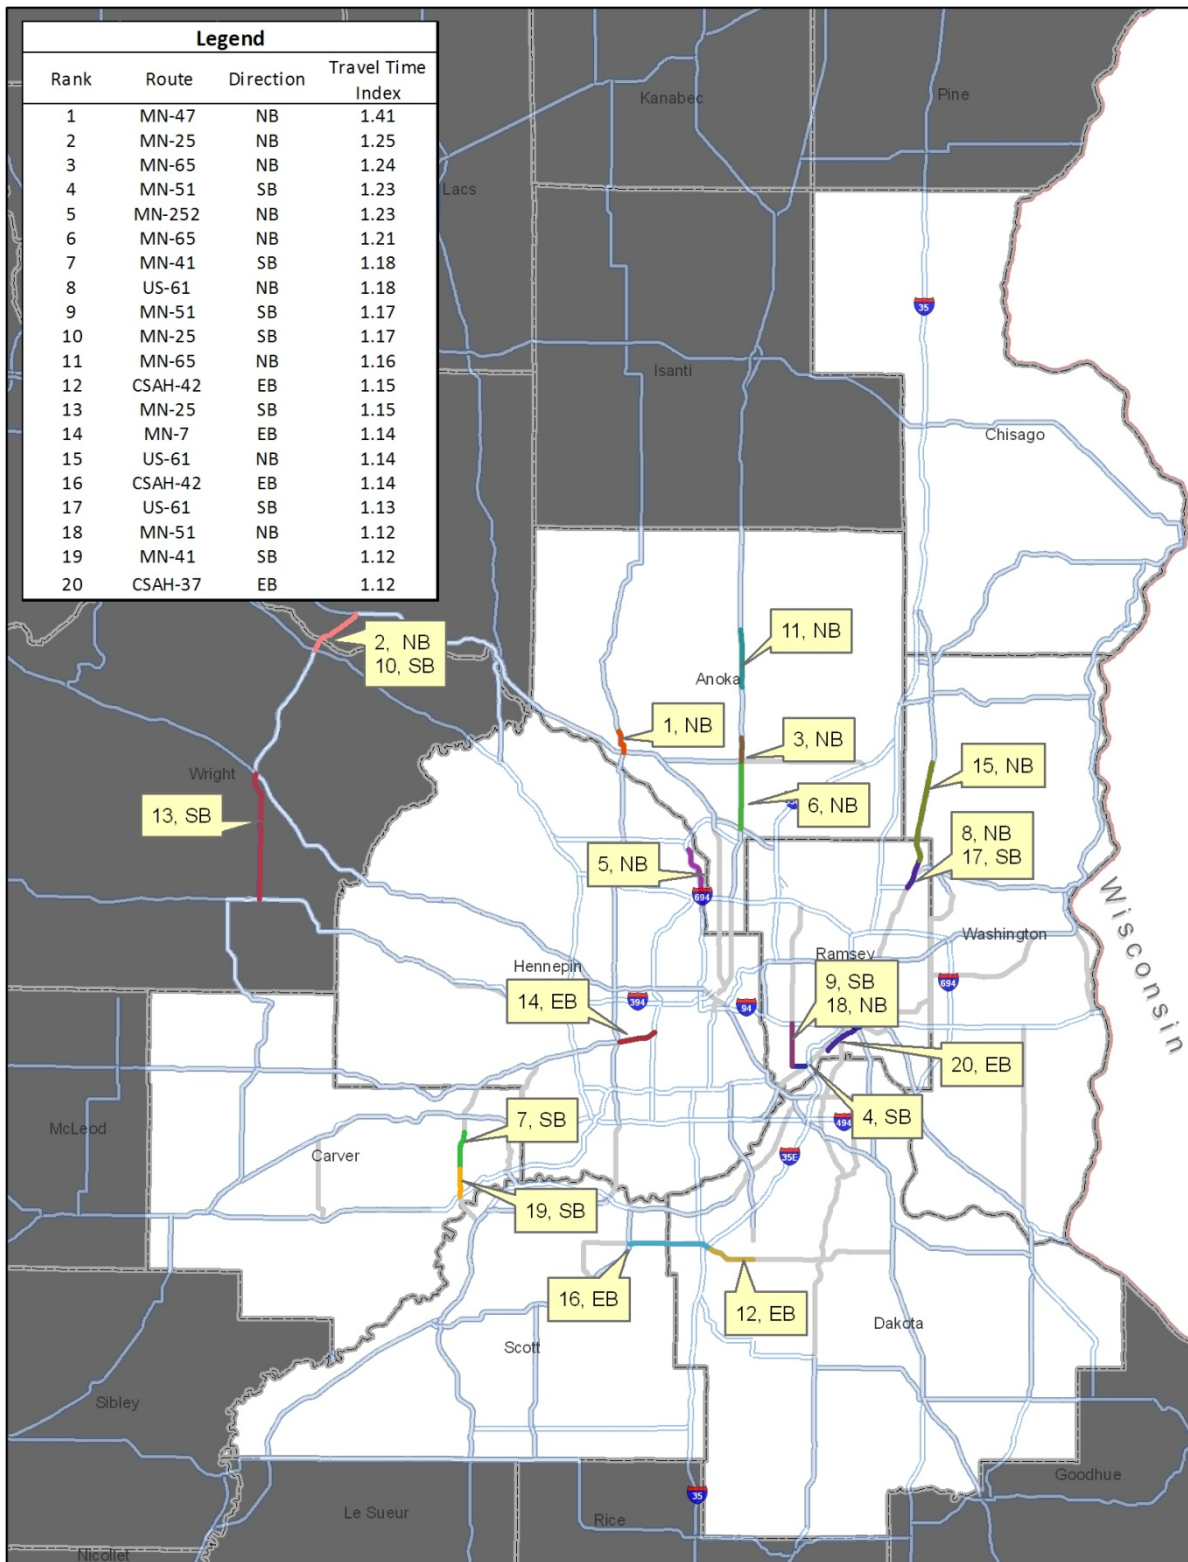 Legend
Rank Route Direction Travel Time Index
1 MN-47 NB 1.41
2 MN-25 NB 1.25
3 MN-65 NB 1.24
4 MN-51 SB 1.23
5 MN-252 NB 1.23
6 MN-65 NB 1.21
7 MN-41 SB 1.18
8 US-61 NB 1.18
9 MN-51 SB 1.17
10 MN-25 SB 1.17
11 MN-65 NB 1.16
12 CSAH-42 EB 1.15
13 MN-25 SB 1.15
14 MN-7 EB 1.14
15 US-61 NB 1.14
16 CSAH-42 EB 1.14
17 US-61 SB 1.13
18 MN-51 NB 1.12
19 MN-41 SB 1.12
20 CSAH-37 EB 1.12
Kanabec
Pine
Lacs
35
Isanti
Chisago
2, NB
10, SB
11, NB
Anoka
1, NB
3, NB
Wright
15, NB
13, SB
6, NB
8, NB
17, SB
5, NB
694
Wisconsin
Washington
Ramsey
Hennepin
9, SB
18, NB
694
14, EB
394
94
20, EB
4, SB
7, SB
494
McLeod
Carver
35E
19, SB
16, EB
12, EB
Dakota
Scott
Sibley
Goodhue
35
Le Sueur
Rice
Nicollet